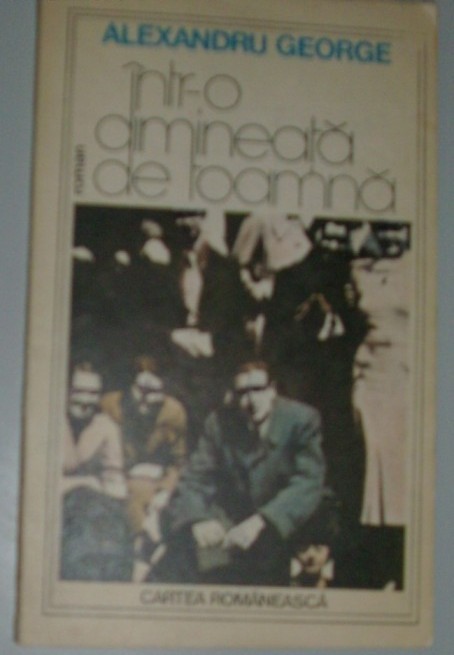 ALEXANDRU GEORGE
într-o
dimineață
de toamnă
roman
CARTEA ROMÂNEASCĂ